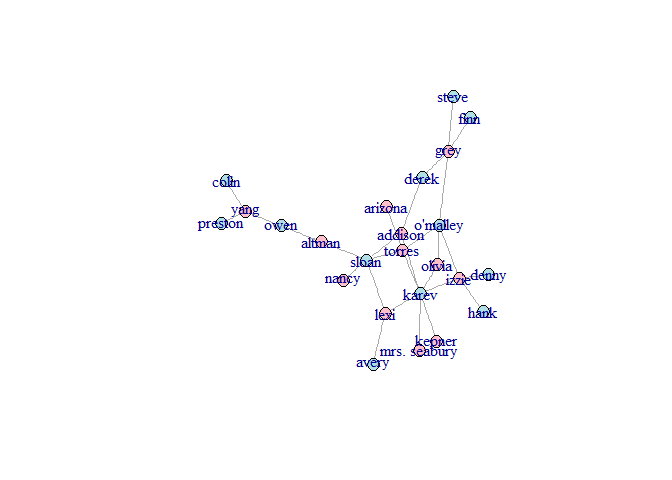 steve
finn
grey
derek
colin
arizona
yang
preston
owen
o'malley
addison
altman
torres
sloan
olivia
nancy
izzie
denny
karev
lexi
hank
kepner
mrs. seabury
avery